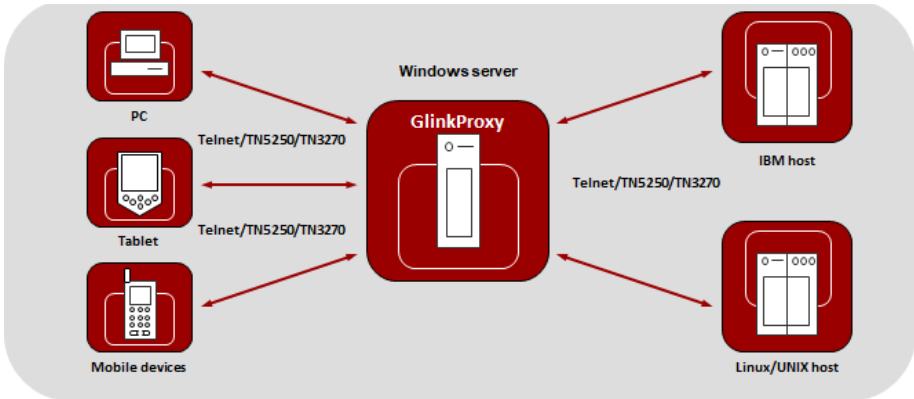 Windows server
GlinkProxy
PC
Telnet/TN5250/TN3270
Tablet
Telnet/TN5250/TN3270
Mobile devices
IBM host
Telnet/TN5250/TN3270
Linux/UNIX host